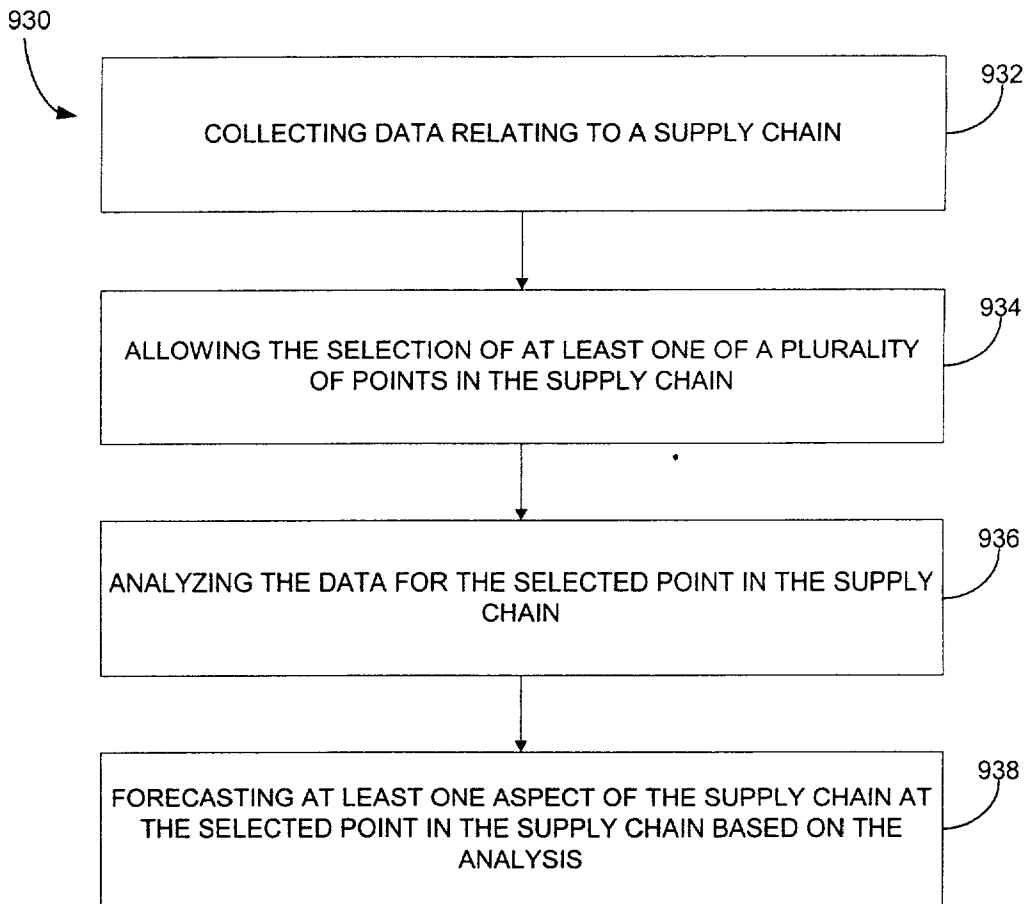 930
932
COLLECTING DATA RELATING TO A SUPPLY CHAIN
934
ALLOWING THE SELECTION OF AT LEAST ONE OF A PLURALITY
OF POINTS IN THE SUPPLY CHAIN
936
ANALYZING THE DATA FOR THE SELECTED POINT IN THE SUPPLY
CHAIN
938
FORECASTING AT LEAST ONE ASPECT OF THE SUPPLY CHAIN AT
THE SELECTED POINT IN THE SUPPLY CHAIN BASED ON THE
ANALYSIS